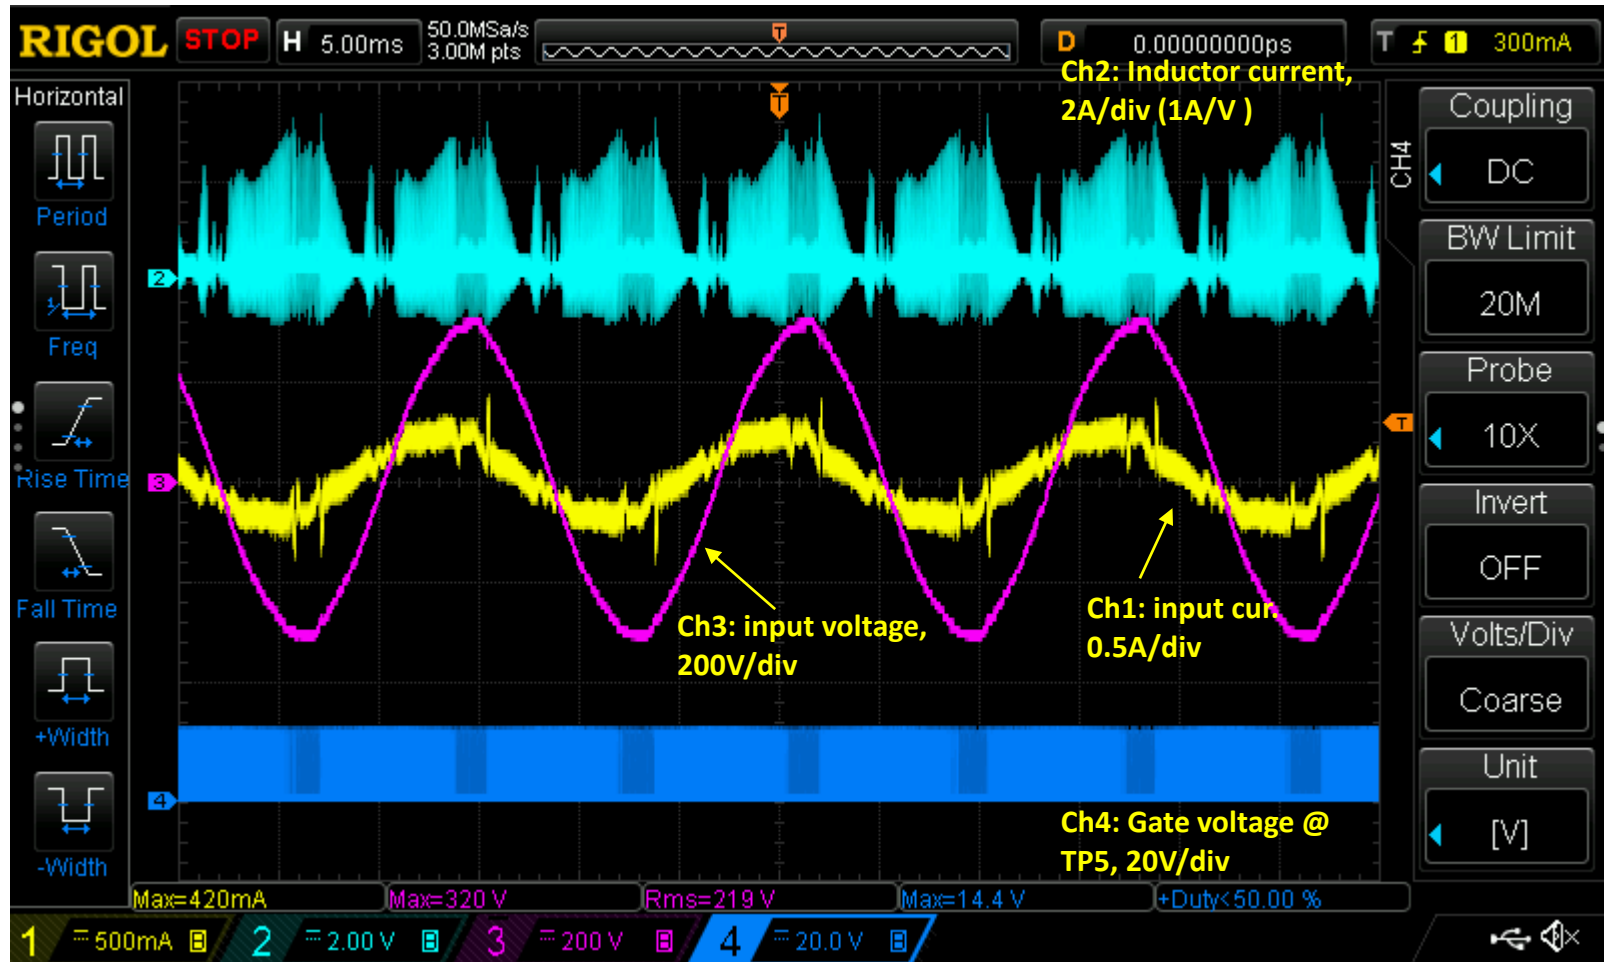 RIGOL STOP H 5.00ms 50.0MSa/s
3.00M pts
T
D 0.00000000ps
T 1 300mA
Ch2: Inductor current,
2A/div (1A/V )
Horizontal
Period
Freq
Rise Time
Fall Time
+Width
-Width
T
2
3
4
T
Ch3: input voltage,
200V/div
Ch1: input cur.
0.5A/div
Ch4: Gate voltage @
TP5, 20V/div
CH4
Coupling
DC
BW Limit
20M
Probe
10X
Invert
OFF
Volts/Div
Coarse
Unit
[V]
Max=420mA Max=320 V Rms=219 V Max=14.4 V +Duty<50.00 %
1 500mA B 2 2.00 V B 3 200 V B 4 20.0 V B